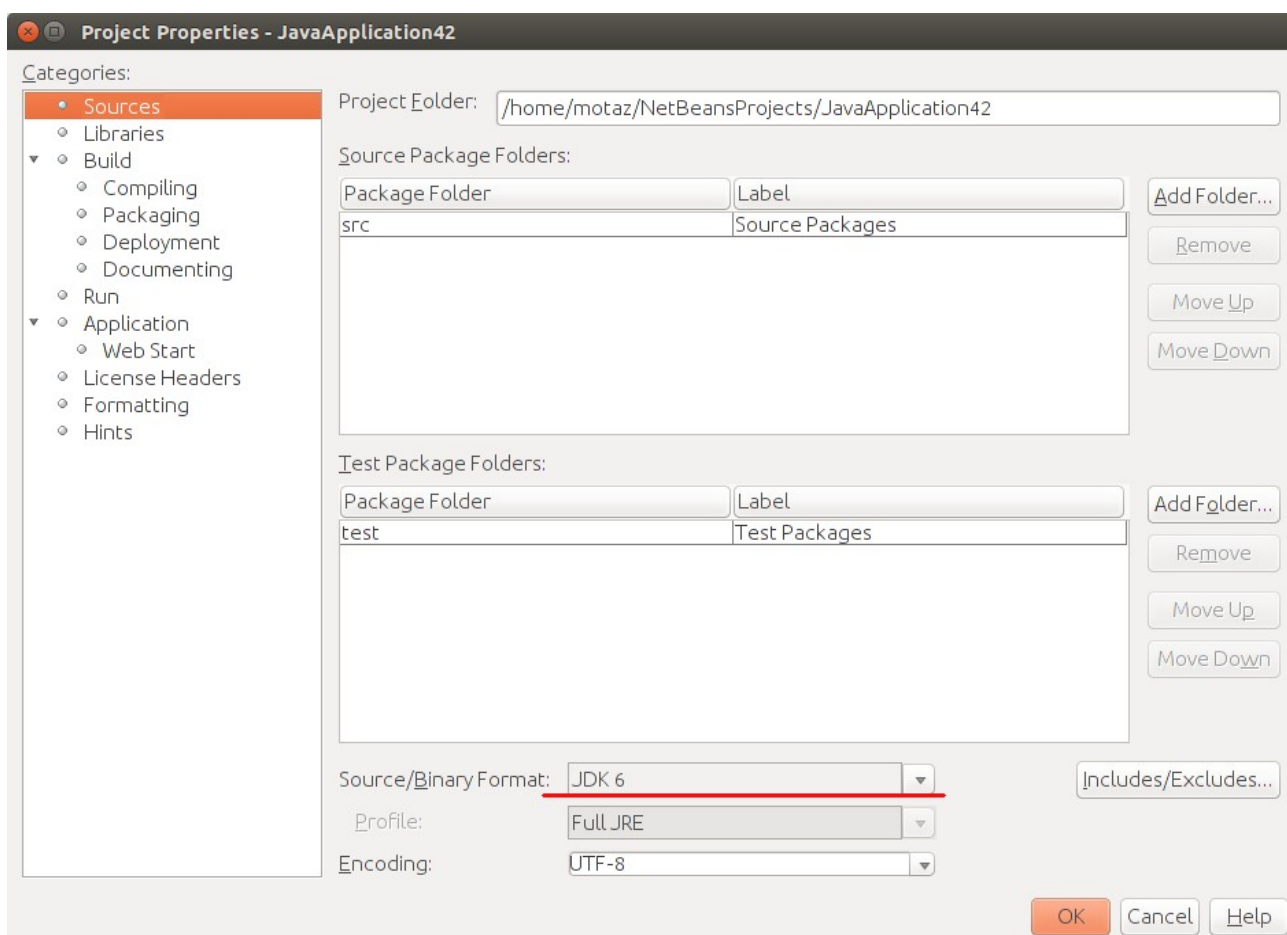 Project Properties - JavaApplication42
Categories:
Sources
Libraries
Build
Compiling
Packaging
Deployment
Documenting
Run
Application
Web Start
License Headers
Formatting
Hints
Project Folder: /home/motaz/NetBeansProjects/JavaApplication42
Source Package Folders:
Package Folder Label
src Source Packages
Add Folder...
Remove
Move Up
Move Down
Test Package Folders:
Package Folder Label
test Test Packages
Add Folder...
Remove
Move Up
Move Down
Source/Binary Format: JDK 6 Includes/Excludes...
Profile: Full JRE
Encoding: UTF-8
OK Cancel Help